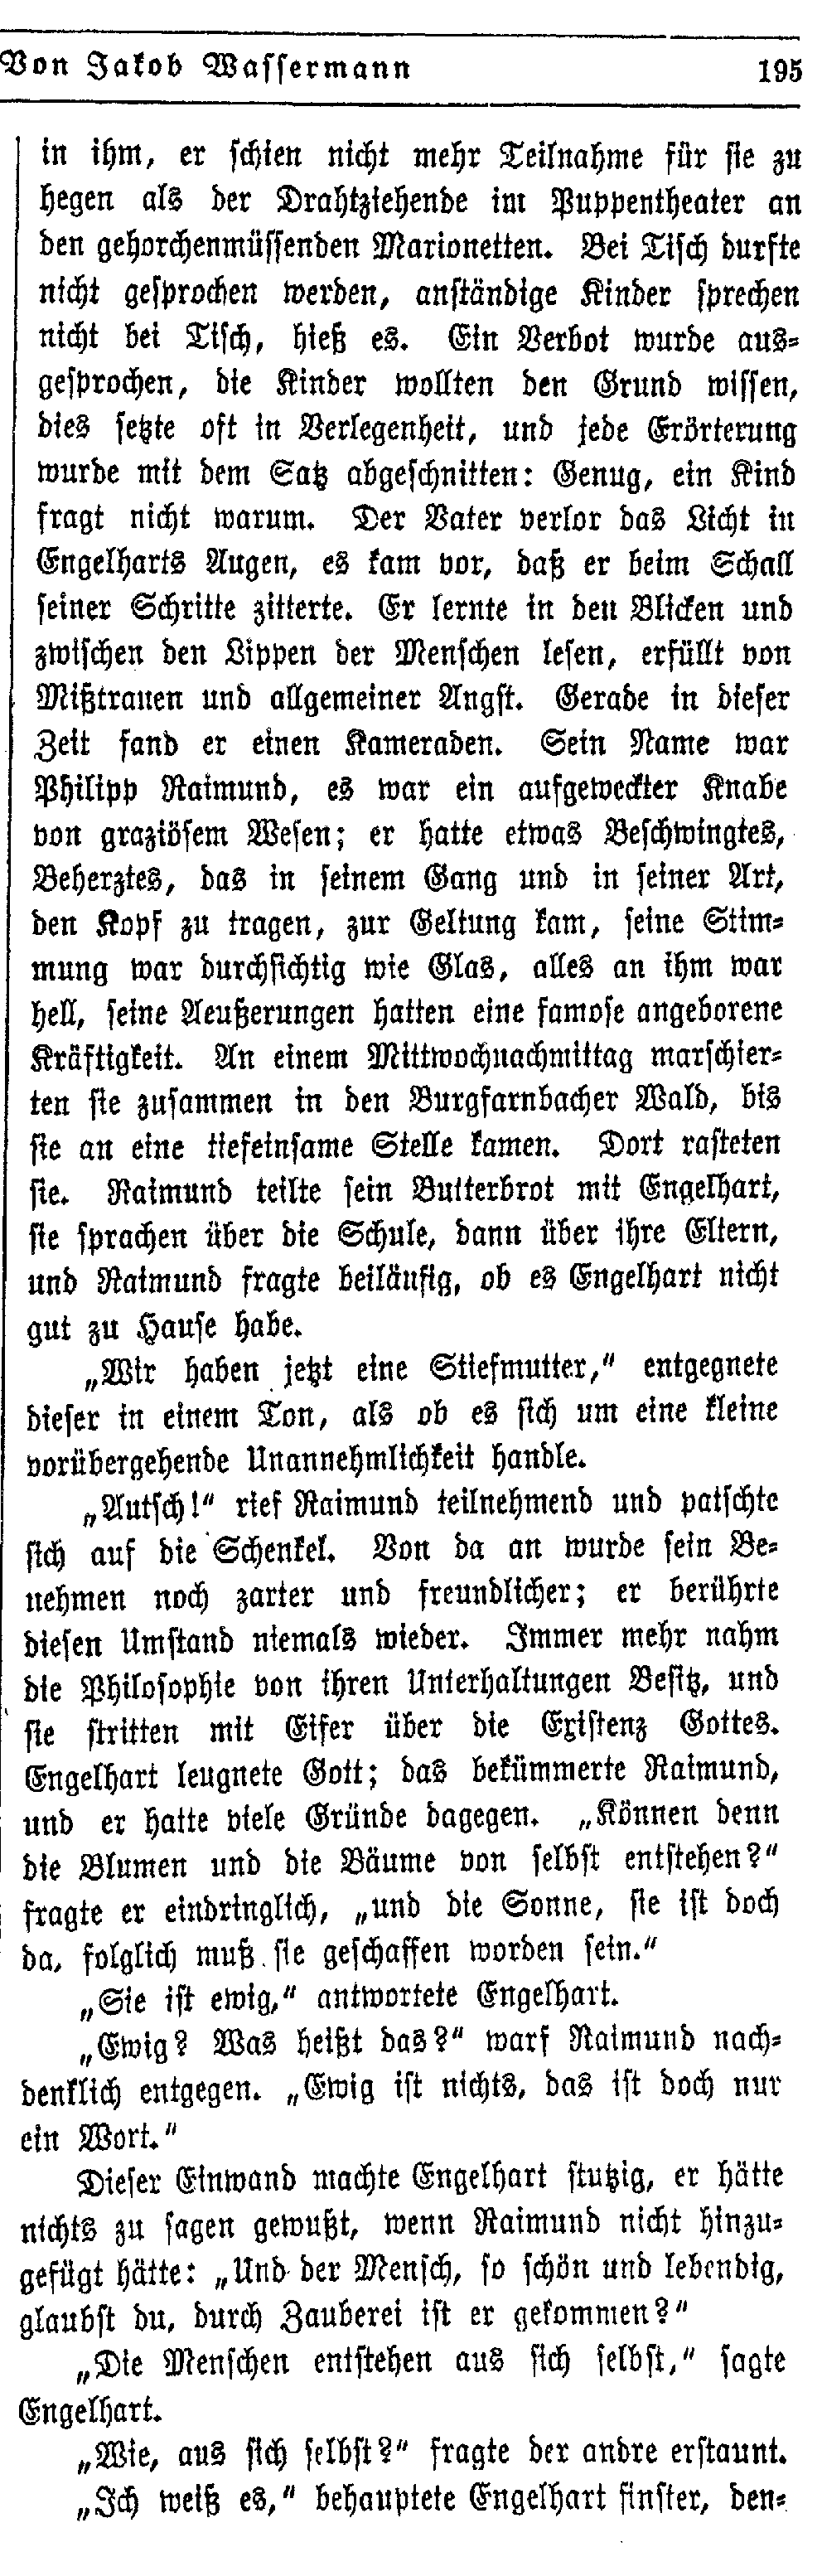 Von Jakob Wassermann 195
in ihm, er schien nicht mehr Teilnahme für sie zu
hegen als der Drahtziehende im Puppentheater an
den gehorchenmüssenden Marionetten. Bei Tisch durfte
nicht gesprochen werden, anständige Kinder sprechen
nicht bei Tisch, hieß es. Ein Verbot wurde aus-
gesprochen, die Kinder wollten den Grund wissen,
dies setzte oft in Verlegenheit, und jede Erörterung
wurde mit dem Satz abgeschnitten: Genug, ein Kind
fragt nicht warum. Der Vater verlor das Licht in
Engelharts Augen, es kam vor, daß er beim Schall
seiner Schritte zitterte. Er lernte in den Blicken und
zwischen den Lippen der Menschen lesen, erfüllt von
Mißtrauen und allgemeiner Angst. Gerade in dieser
Zeit fand er einen Kameraden. Sein Name war
Philipp Raimund, es war ein aufgeweckter Knabe
von graziösem Wesen; er hatte etwas Beschwingtes,
Beherztes, das in seinem Gang und in seiner Art,
den Kopf zu tragen, zur Geltung kam, seine Stim-
mung war durchsichtig wie Glas, alles an ihm war
hell, seine Aeußerungen hatten eine famose angeborene
Kräftigkeit. An einem Mittwochnachmittag marschier-
ten sie zusammen in den Burgfarnbacher Wald, bis
sie an eine tiefeinsame Stelle kamen. Dort rasteten
sie. Raimund teilte sein Butterbrot mit Engelhart,
sie sprachen über die Schule, dann über ihre Eltern,
und Raimund fragte beiläufig, ob es Engelhart nicht
gut zu Hause habe.
„Wir haben jetzt eine Stiefmutter,“ entgegnete
dieser in einem Ton, als ob es sich um eine kleine
vorübergehende Unannehmlichkeit handle.
„Autsch!“ rief Raimund teilnehmend und patschte
sich auf die Schenkel. Von da an wurde sein Be-
nehmen noch zarter und freundlicher; er berührte
diesen Umstand niemals wieder. Immer mehr nahm
die Philosophie von ihren Unterhaltungen Besitz, und
sie stritten mit Eifer über die Existenz Gottes.
Engelhart leugnete Gott; das bekümmerte Raimund,
und er hatte viele Gründe dagegen. „Können denn
die Blumen und die Bäume von selbst entstehen?“
fragte er eindringlich, „und die Sonne, sie ist doch
da, folglich muß sie geschaffen worden sein.“
„Sie ist ewig,“ antwortete Engelhart.
„Ewig? Was heißt das?“ warf Raimund nach-
denklich entgegen. „Ewig ist nichts, das ist doch nur
ein Wort.“
Dieser Einwand machte Engelhart stutzig, er hätte
nichts zu sagen gewußt, wenn Raimund nicht hinzu-
gefügt hätte: „Und der Mensch, so schön und lebendig,
glaubst du, durch Zauberei ist er gekommen?“
„Die Menschen entstehen aus sich selbst,“ sagte
Engelhart.
„Wie, aus sich selbst?“ fragte der andre erstaunt.
„Ich weiß es,“ behauptete Engelhart finster, den-